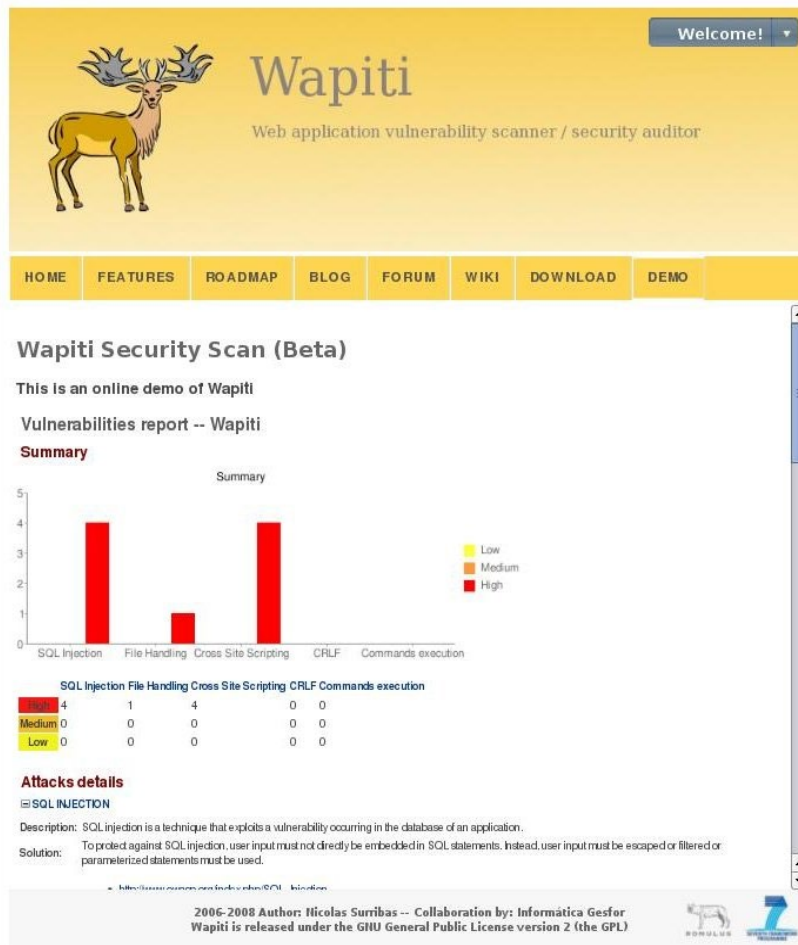 Welcome!
Wapiti
Web application vulnerability scanner / security auditor
HOME FEATURES ROADMAP BLOG FORUM WIKI DOWNLOAD DEMO
Wapiti Security Scan (Beta)
This is an online demo of Wapiti
Vulnerabilities report -- Wapiti
Summary
Summary
5
4
3
2
1
0
Low
Medium
High
SQL Injection File Handling Cross Site Scripting CRLF Commands execution
SQL Injection File Handling Cross Site Scripting CRLF Commands execution
High 4 1 4 0 0
Medium 0 0 0 0 0
Low 0 0 0 0 0
Attacks details
SQL INJECTION
Description: SQL injection is a technique that exploits a vulnerability occurring in the database of an application.
Solution: To protect against SQL injection, user input must not directly be embedded in SQL statements. Instead, user input must be escaped or filtered or
parameterized statements must be used.
2006-2008 Author: Nicolas Surribas -- Collaboration by: Informática Gesfor
Wapiti is released under the GNU General Public License version 2 (the GPL)
ROMULUS
SEVENTH FRAMEWORK
PROGRAMME